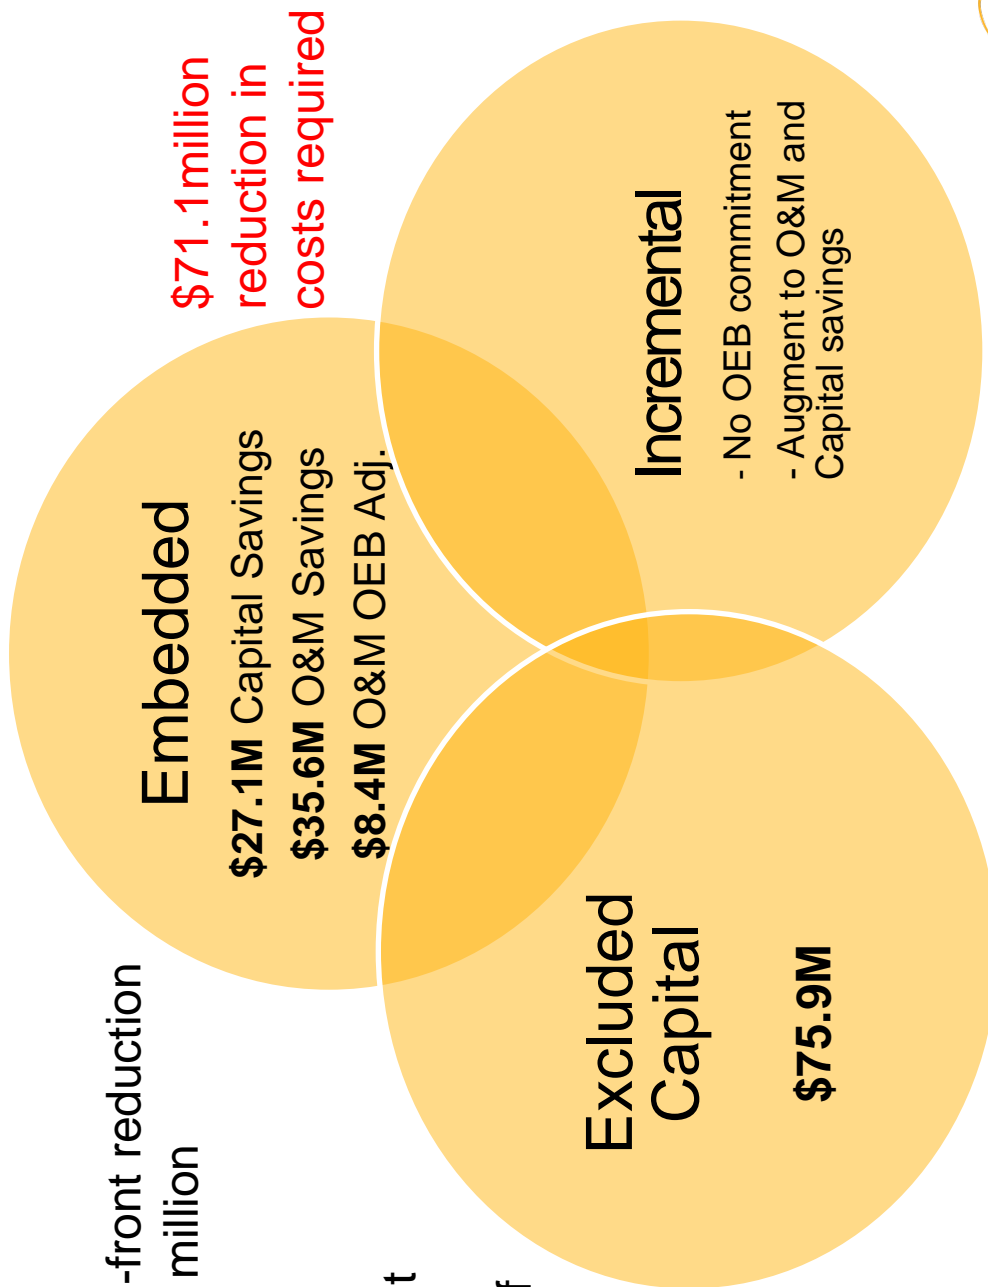 -front reduction
million
t
f
$71.1million
reduction in
costs required
Embedded
$27.1M Capital Savings
$35.6M O&M Savings
$8.4M O&M OEB Adj.
Excluded
Capital
$75.9M
Incremental
- No OEB commitment
- Augment to O&M and
Capital savings